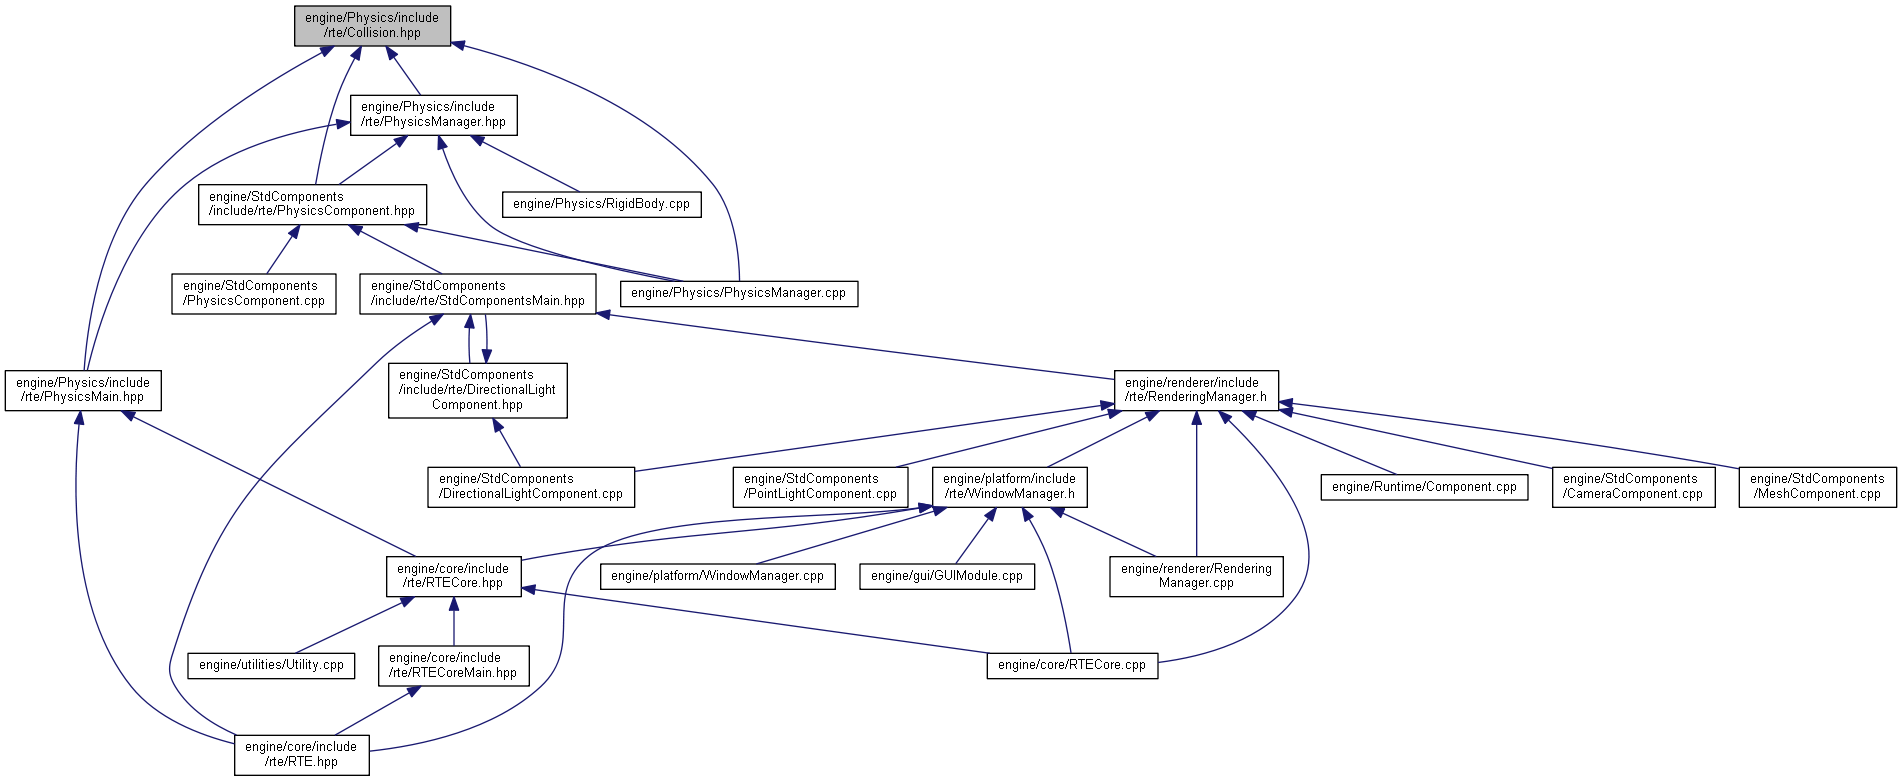 engine/Physics/include
/rte/Collision.hpp
engine/Physics/include
/rte/PhysicsManager.hpp
engine/StdComponents
/include/rte/PhysicsComponent.hpp
engine/Physics/RigidBody.cpp
engine/StdComponents
/PhysicsComponent.cpp
engine/StdComponents
/include/rte/StdComponentsMain.hpp
engine/Physics/PhysicsManager.cpp
engine/Physics/include
/rte/PhysicsMain.hpp
engine/StdComponents
/include/rte/DirectionalLight
Component.hpp
engine/renderer/include
/rte/RenderingManager.h
engine/StdComponents
/DirectionalLightComponent.cpp
engine/StdComponents
/PointLightComponent.cpp
engine/platform/include
/rte/WindowManager.h
engine/Runtime/Component.cpp
engine/StdComponents
/CameraComponent.cpp
engine/StdComponents
/MeshComponent.cpp
engine/core/include
/rte/RTECore.hpp
engine/platform/WindowManager.cpp
engine/gui/GUIModule.cpp
engine/renderer/Rendering
Manager.cpp
engine/utilities/Utility.cpp
engine/core/include
/rte/RTECoreMain.hpp
engine/core/RTECore.cpp
engine/core/include
/rte/RTE.hpp